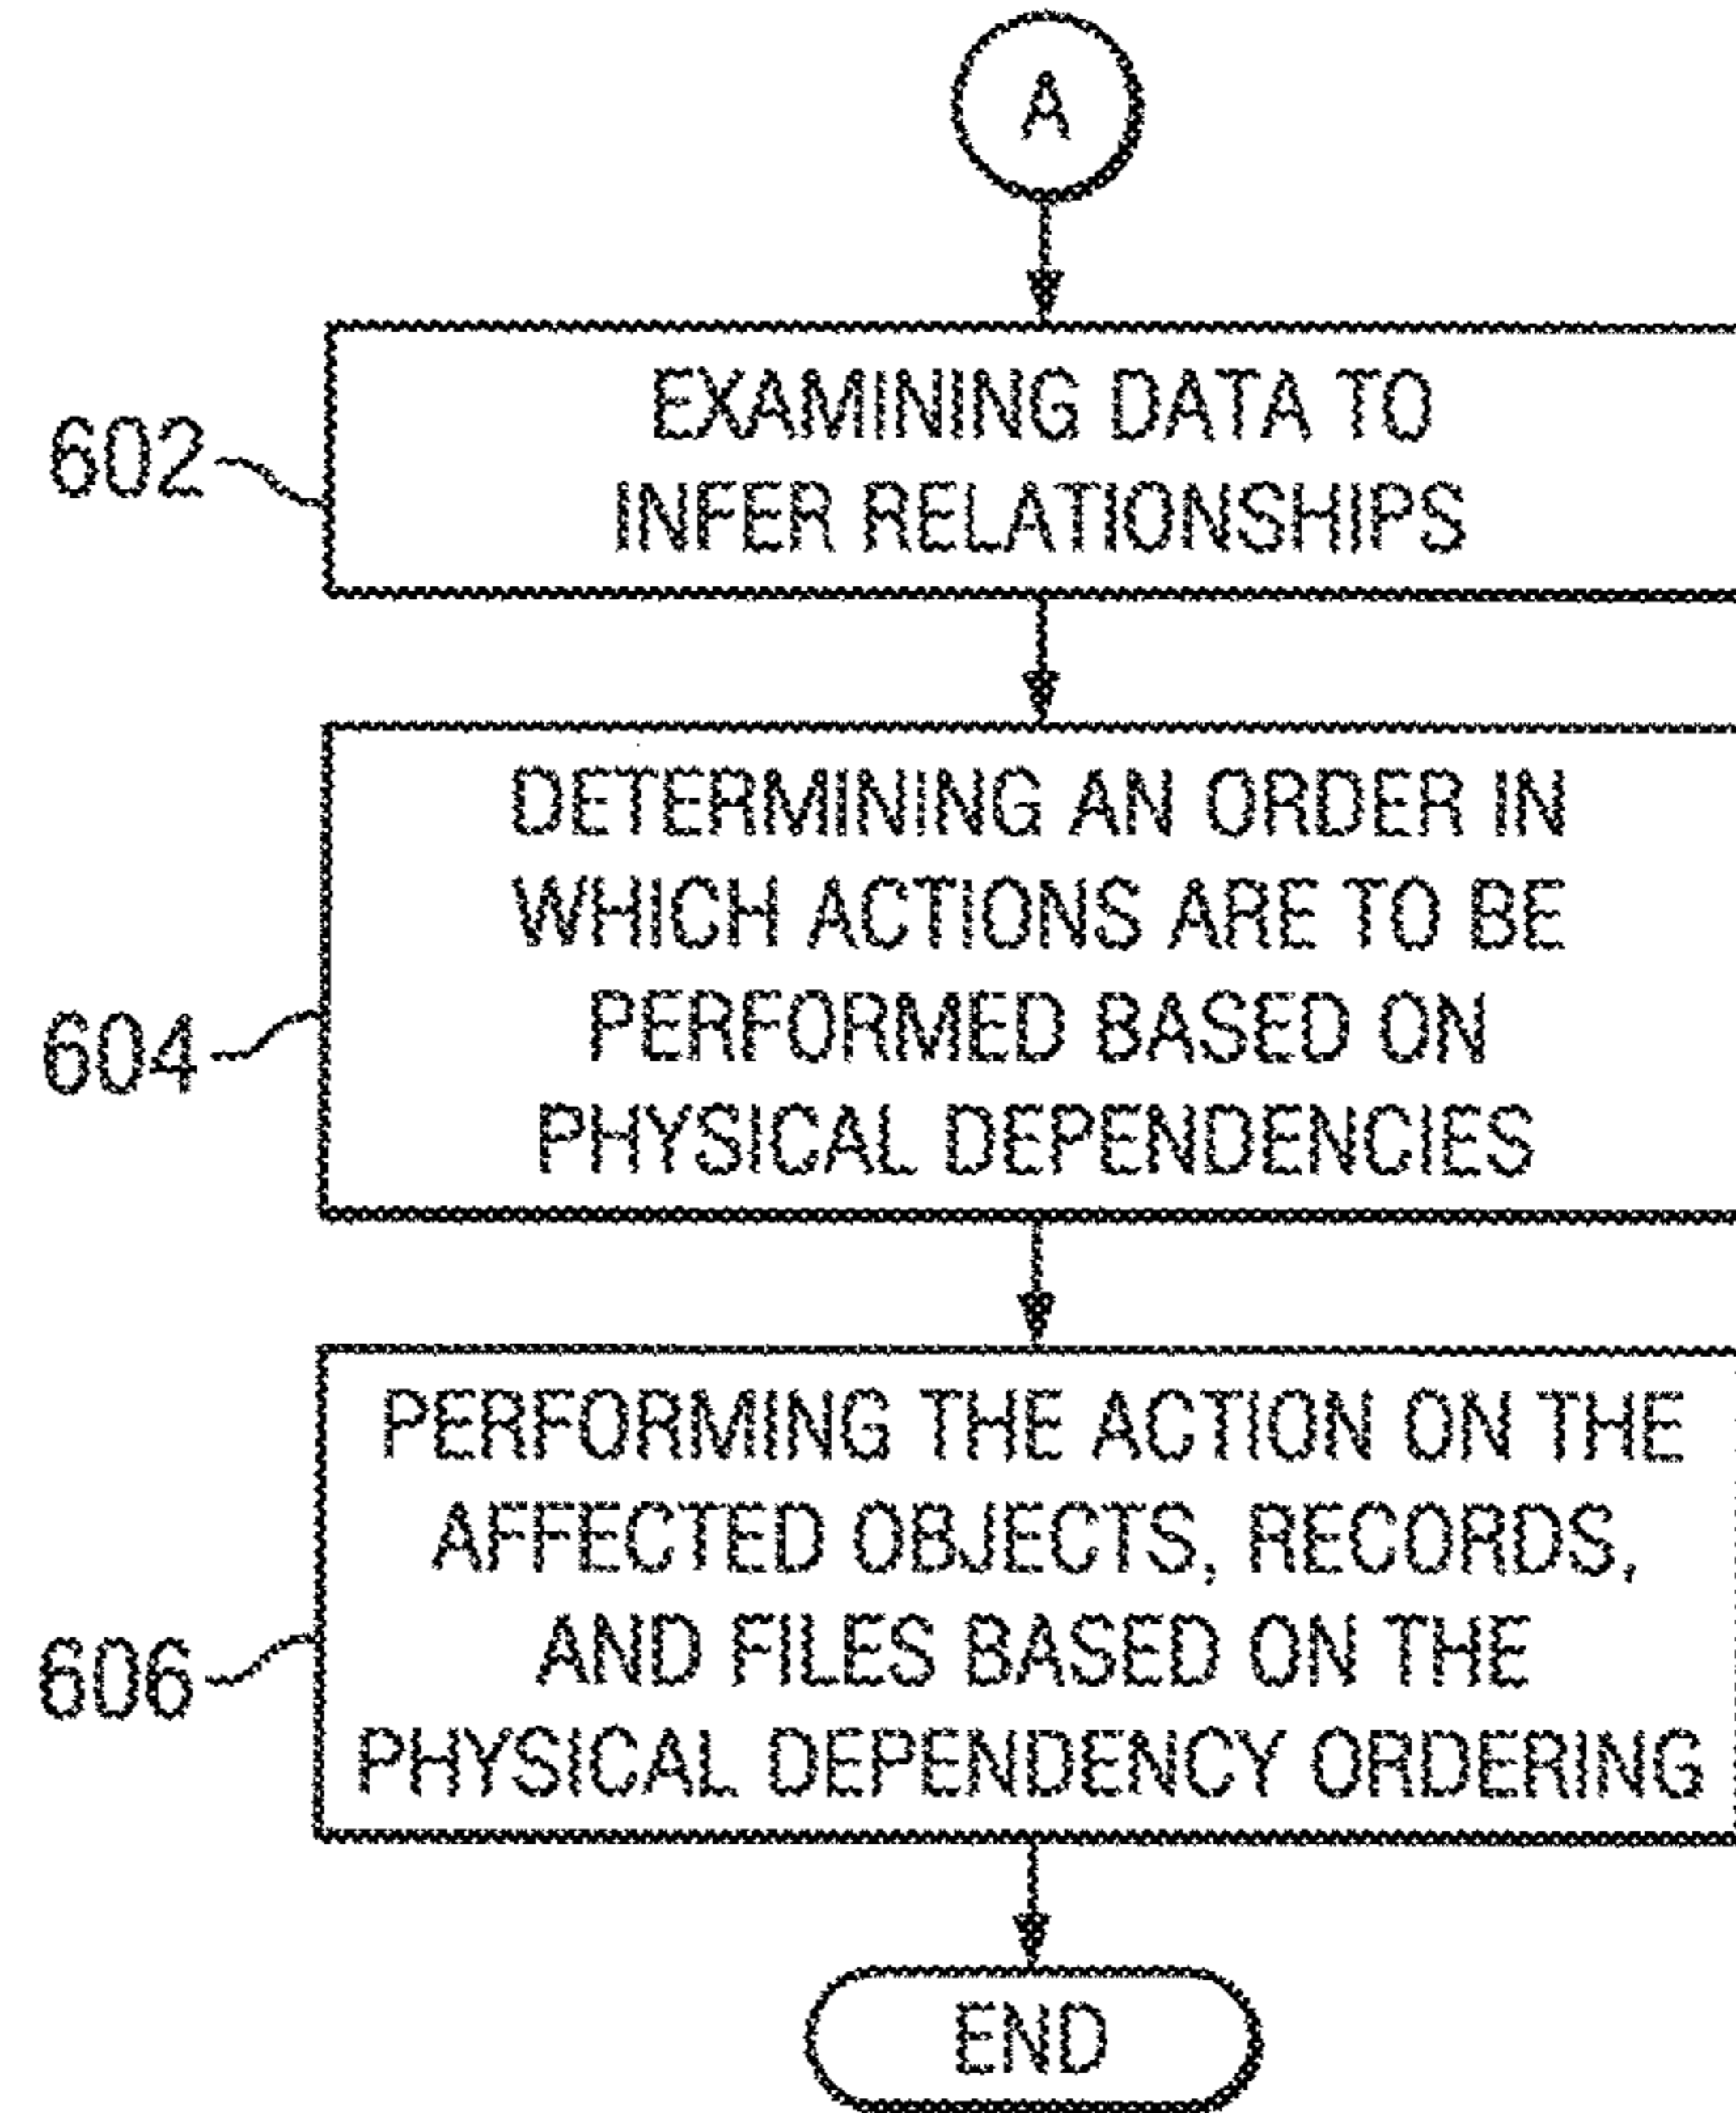 A
EXAMINING DATA TO
INFER RELATIONSHIPS
602
DETERMINING AN ORDER IN
WHICH ACTIONS ARE TO BE
PERFORMED BASED ON
PHYSICAL DEPENDENCIES
604
PERFORMING THE ACTION ON THE
AFFECTED OBJECTS, RECORDS,
AND FILES BASED ON THE
PHYSICAL DEPENDENCY ORDERING
606
END